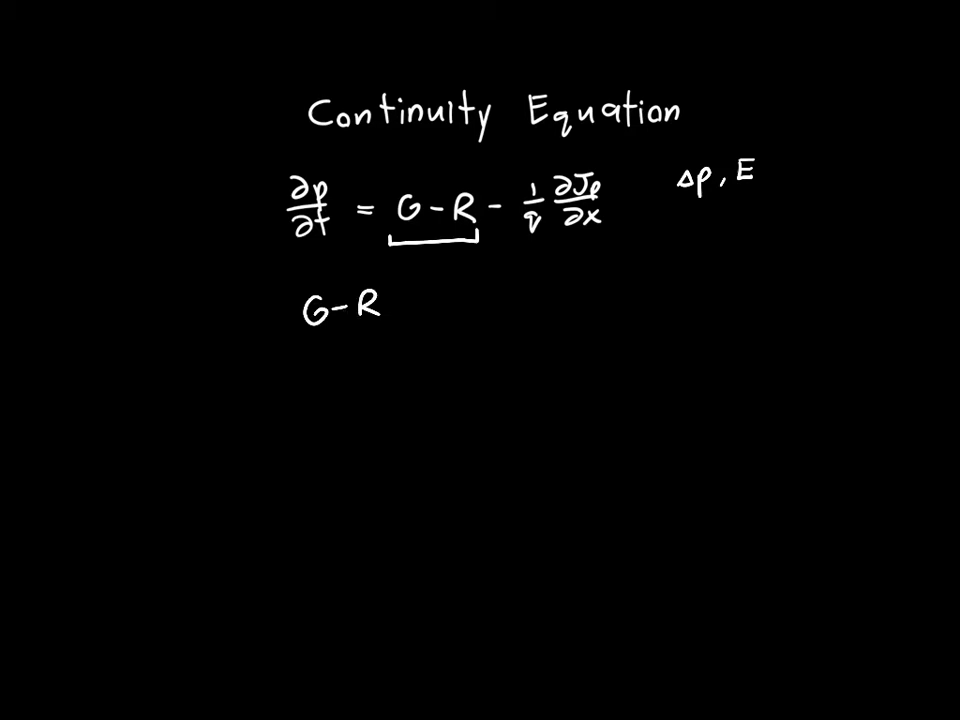 Continuity Equation
∂p/∂t = G - R - 1/q ∂Jp/∂x
Δp, E
G - R